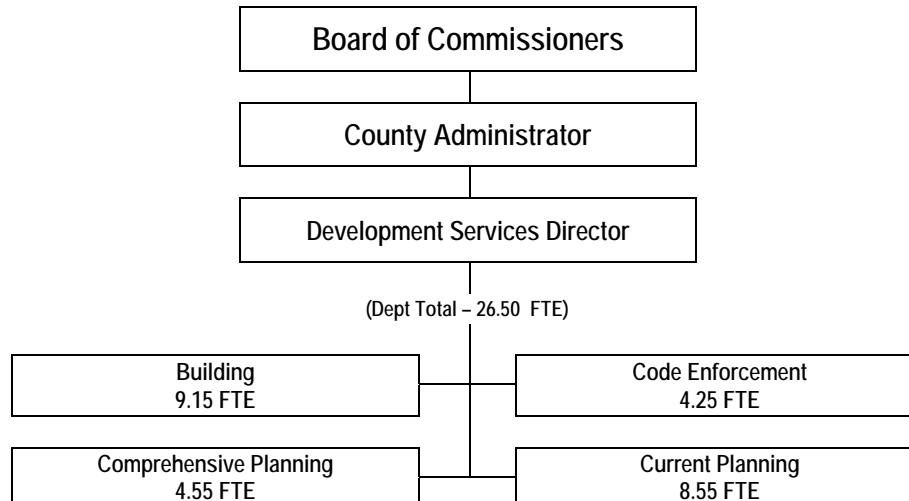 Board of Commissioners
County Administrator
Development Services Director
(Dept Total – 26.50 FTE)
Building
9.15 FTE
Code Enforcement
4.25 FTE
Comprehensive Planning
4.55 FTE
Current Planning
8.55 FTE